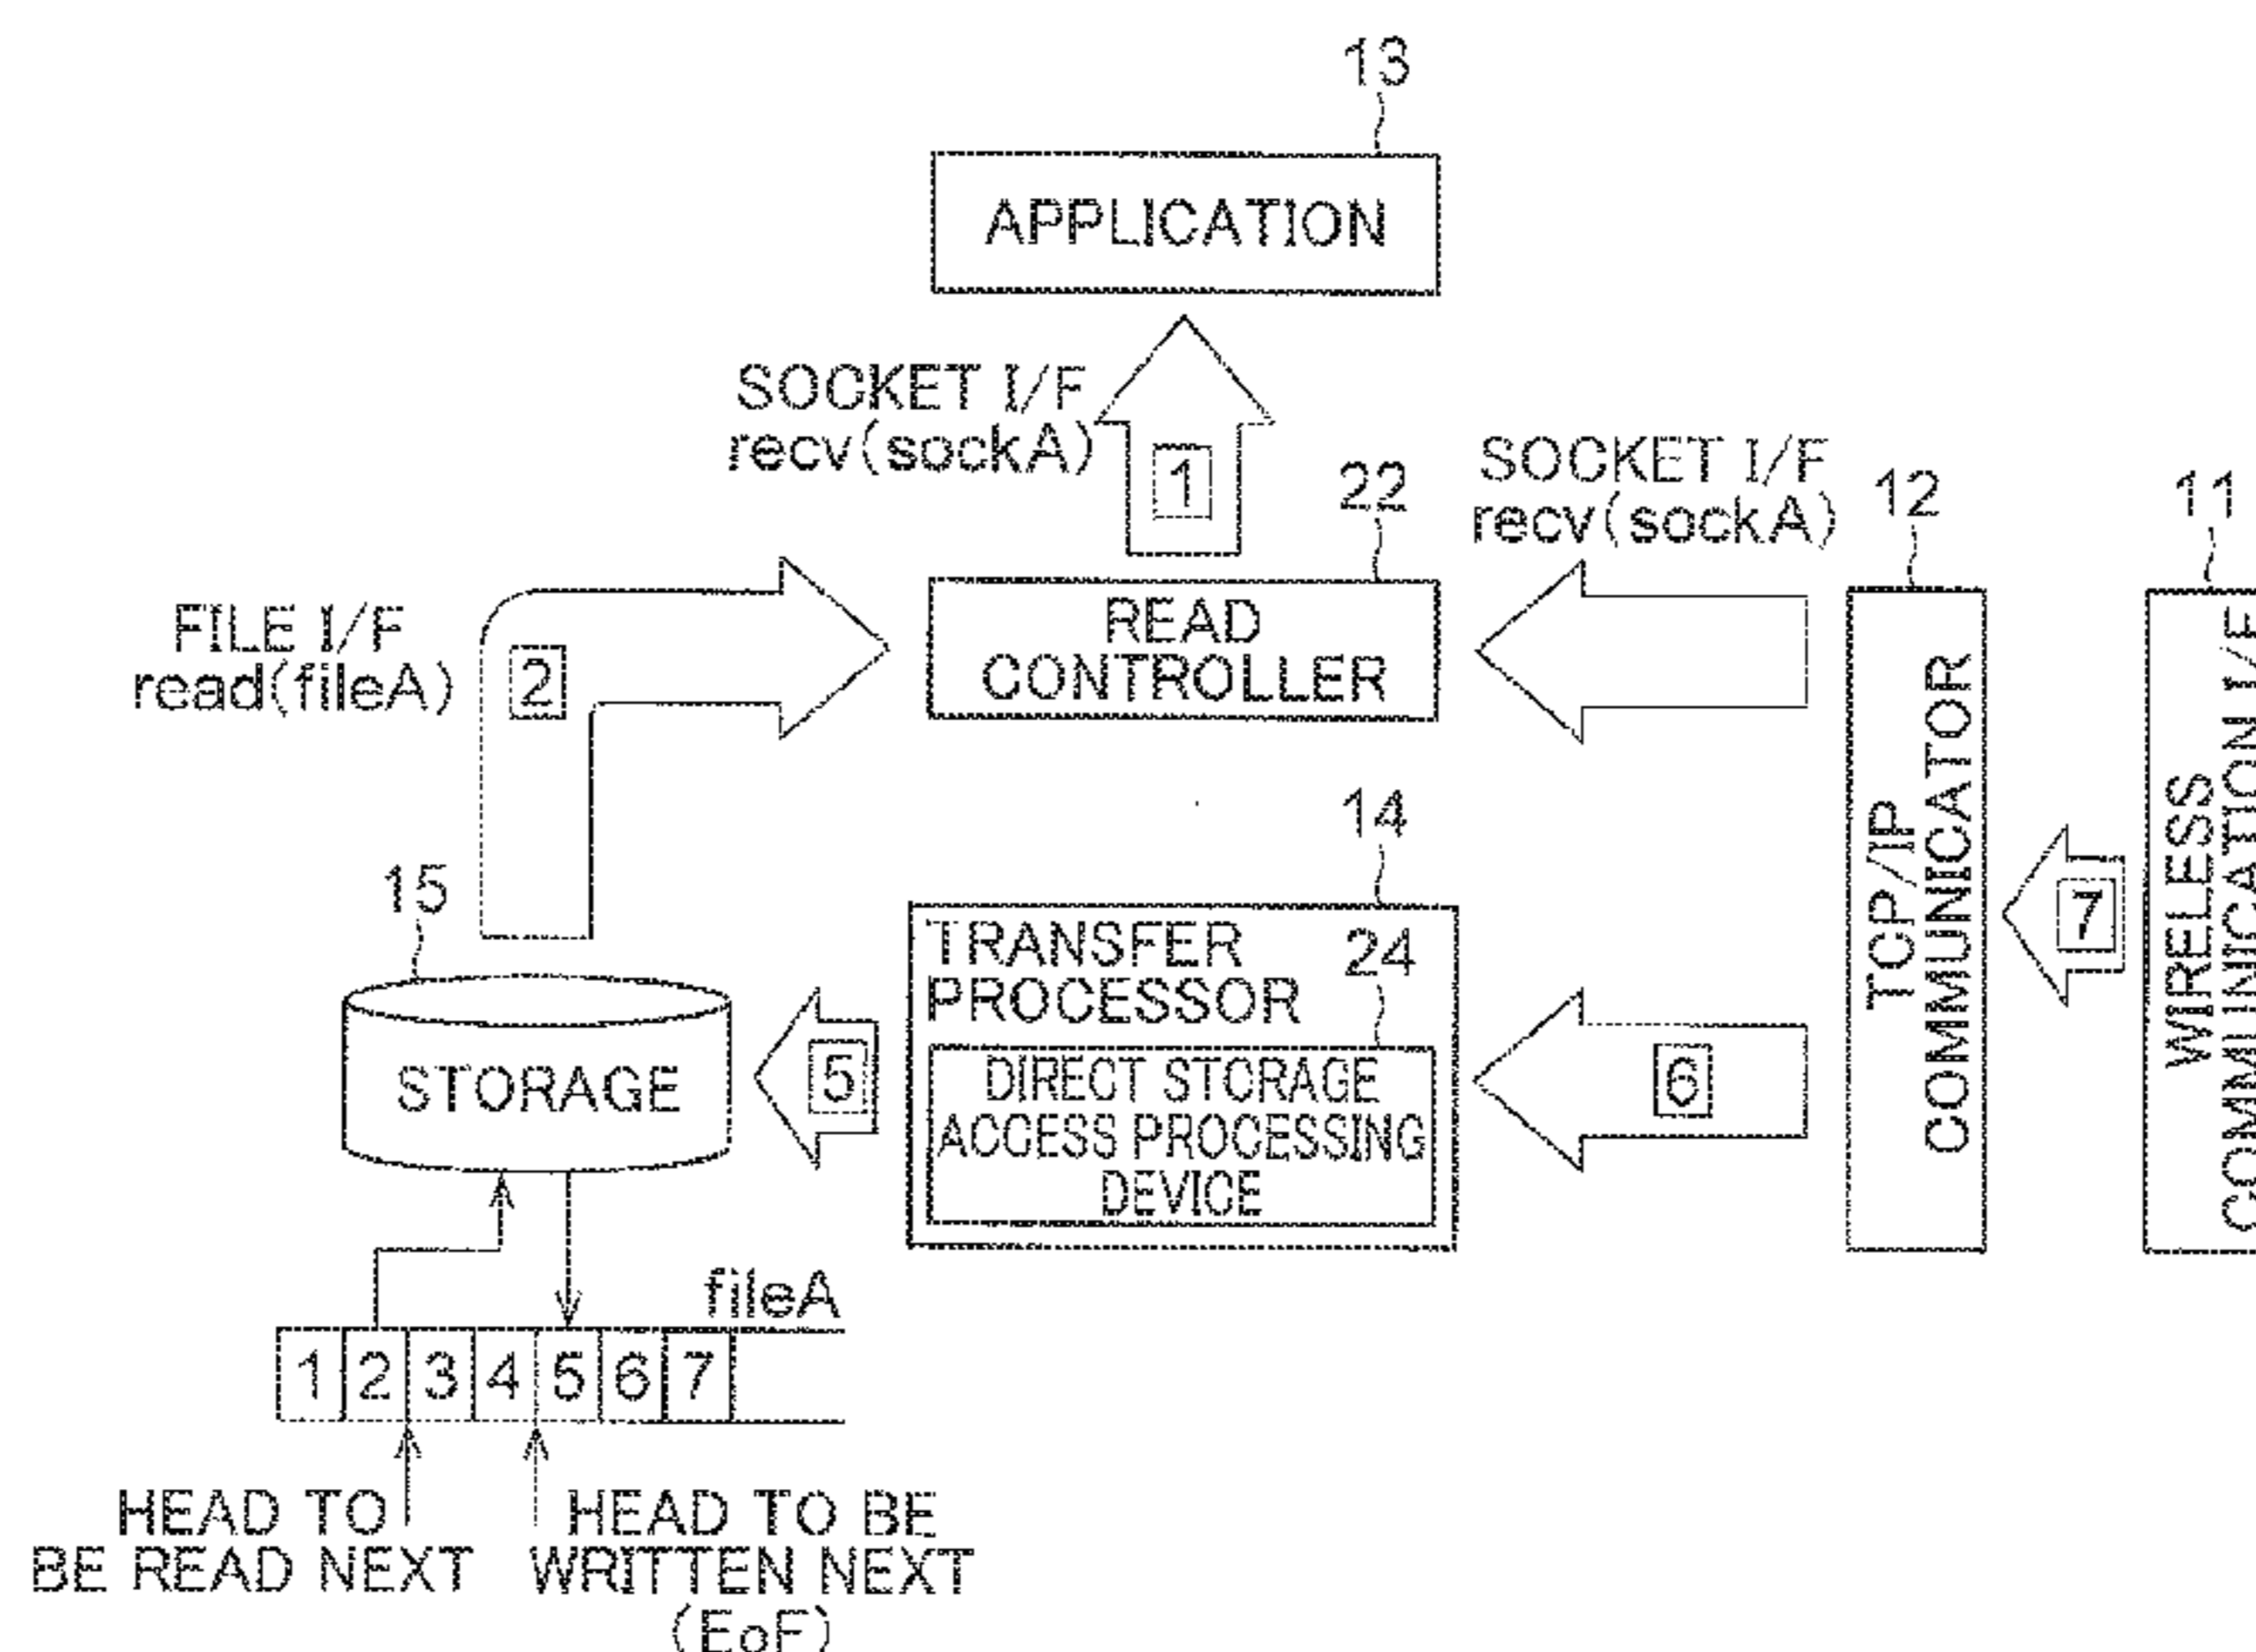 13
APPLICATION
SOCKET I/F
recv(sockA)
1
22
SOCKET I/F
recv(sockA)
12
11
FILE I/F
read(fileA)
2
READ
CONTROLLER
TCP/IP
COMMUNICATOR
7
WIRELESS
COMMUNICATION I/F
14
15
TRANSFER
PROCESSOR
24
STORAGE
5
DIRECT STORAGE
ACCESS PROCESSING
DEVICE
6
fileA
1 2 3 4 5 6 7
HEAD TO
BE READ NEXT
HEAD TO BE
WRITTEN NEXT
(EoF)